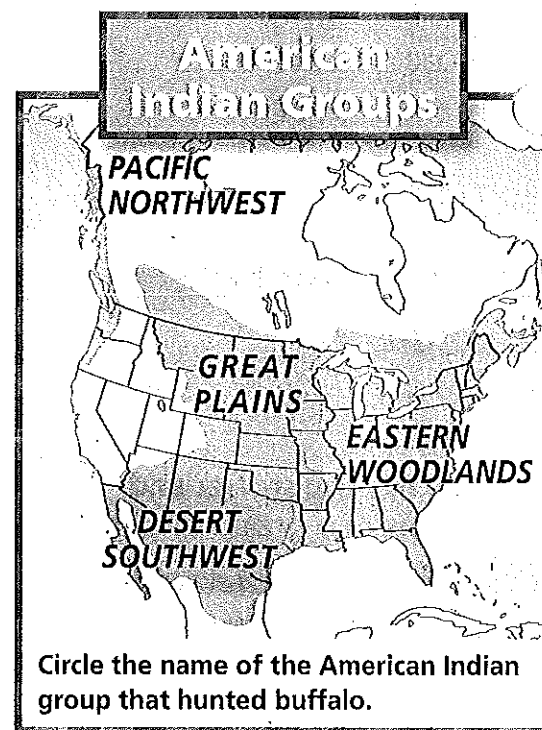 American
Indian Groups
PACIFIC
NORTHWEST
GREAT
PLAINS
EASTERN
WOODLANDS
DESERT
SOUTHWEST
Circle the name of the American Indian
group that hunted buffalo.